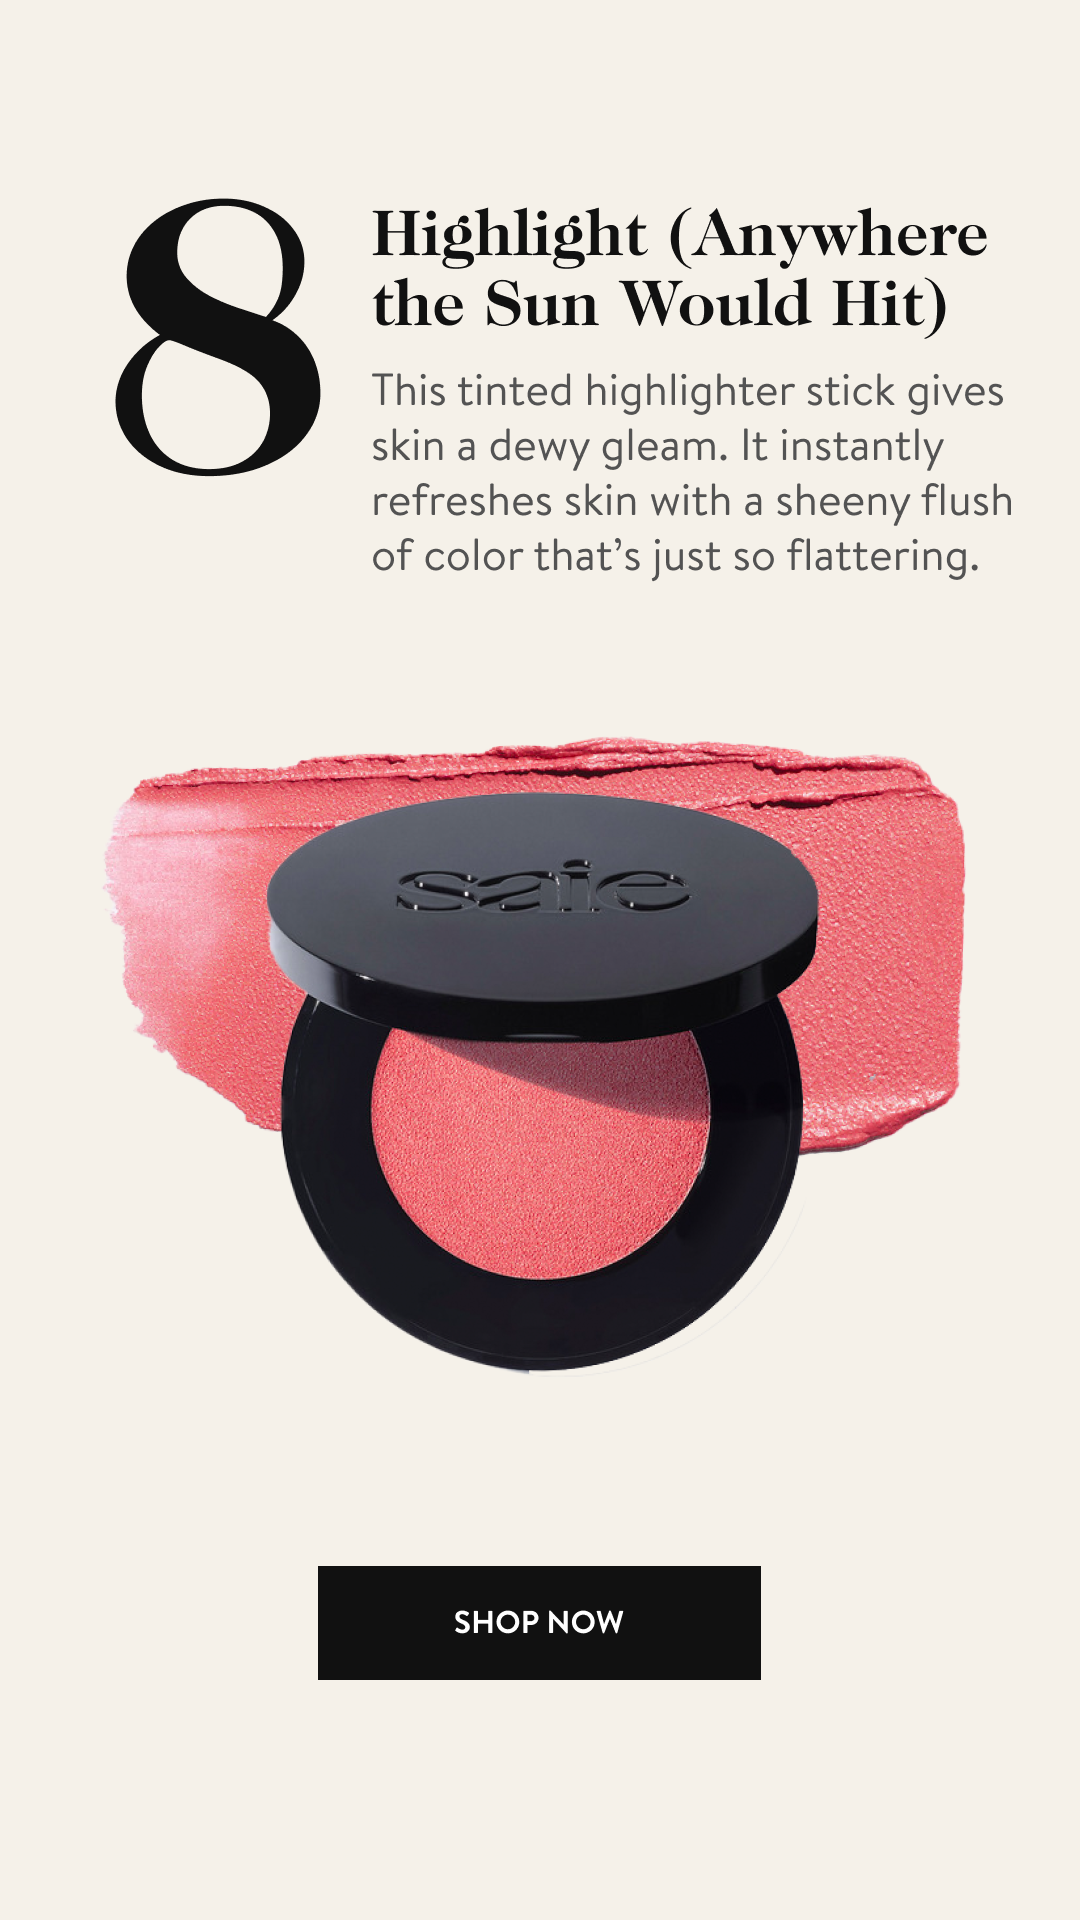 8
Highlight (Anywhere
the Sun Would Hit)
This tinted highlighter stick gives
skin a dewy gleam. It instantly
refreshes skin with a sheeny flush
of color that’s just so flattering.
saie
SHOP NOW